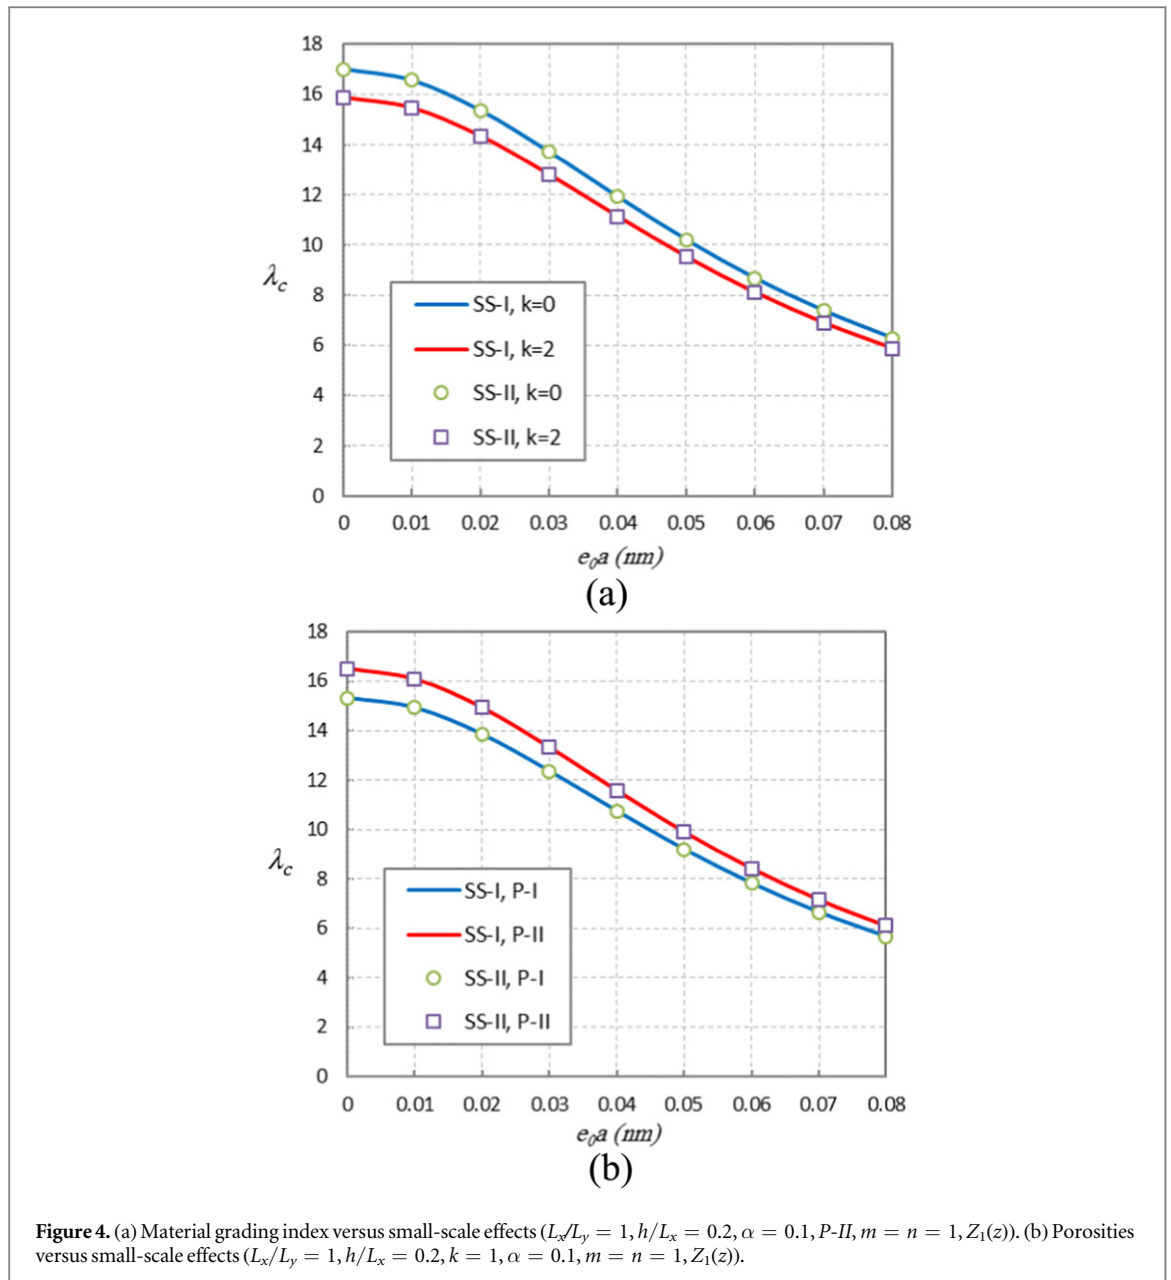 18
16
14
12
10
λc
8
6
4
2
0
SS-I, k=0
SS-I, k=2
SS-II, k=0
SS-II, k=2
0 0.01 0.02 0.03 0.04 0.05 0.06 0.07 0.08
e₀a (nm)
(a)
18
16
14
12
10
λc
8
6
4
2
0
SS-I, P-I
SS-I, P-II
SS-II, P-I
SS-II, P-II
0 0.01 0.02 0.03 0.04 0.05 0.06 0.07 0.08
e₀a (nm)
(b)
Figure 4. (a) Material grading index versus small-scale effects (Lx/Ly = 1, h/Lx = 0.2, α = 0.1, P-II, m = n = 1, Z1(z)). (b) Porosities
versus small-scale effects (Lx/Ly = 1, h/Lx = 0.2, k = 1, α = 0.1, m = n = 1, Z1(z)).